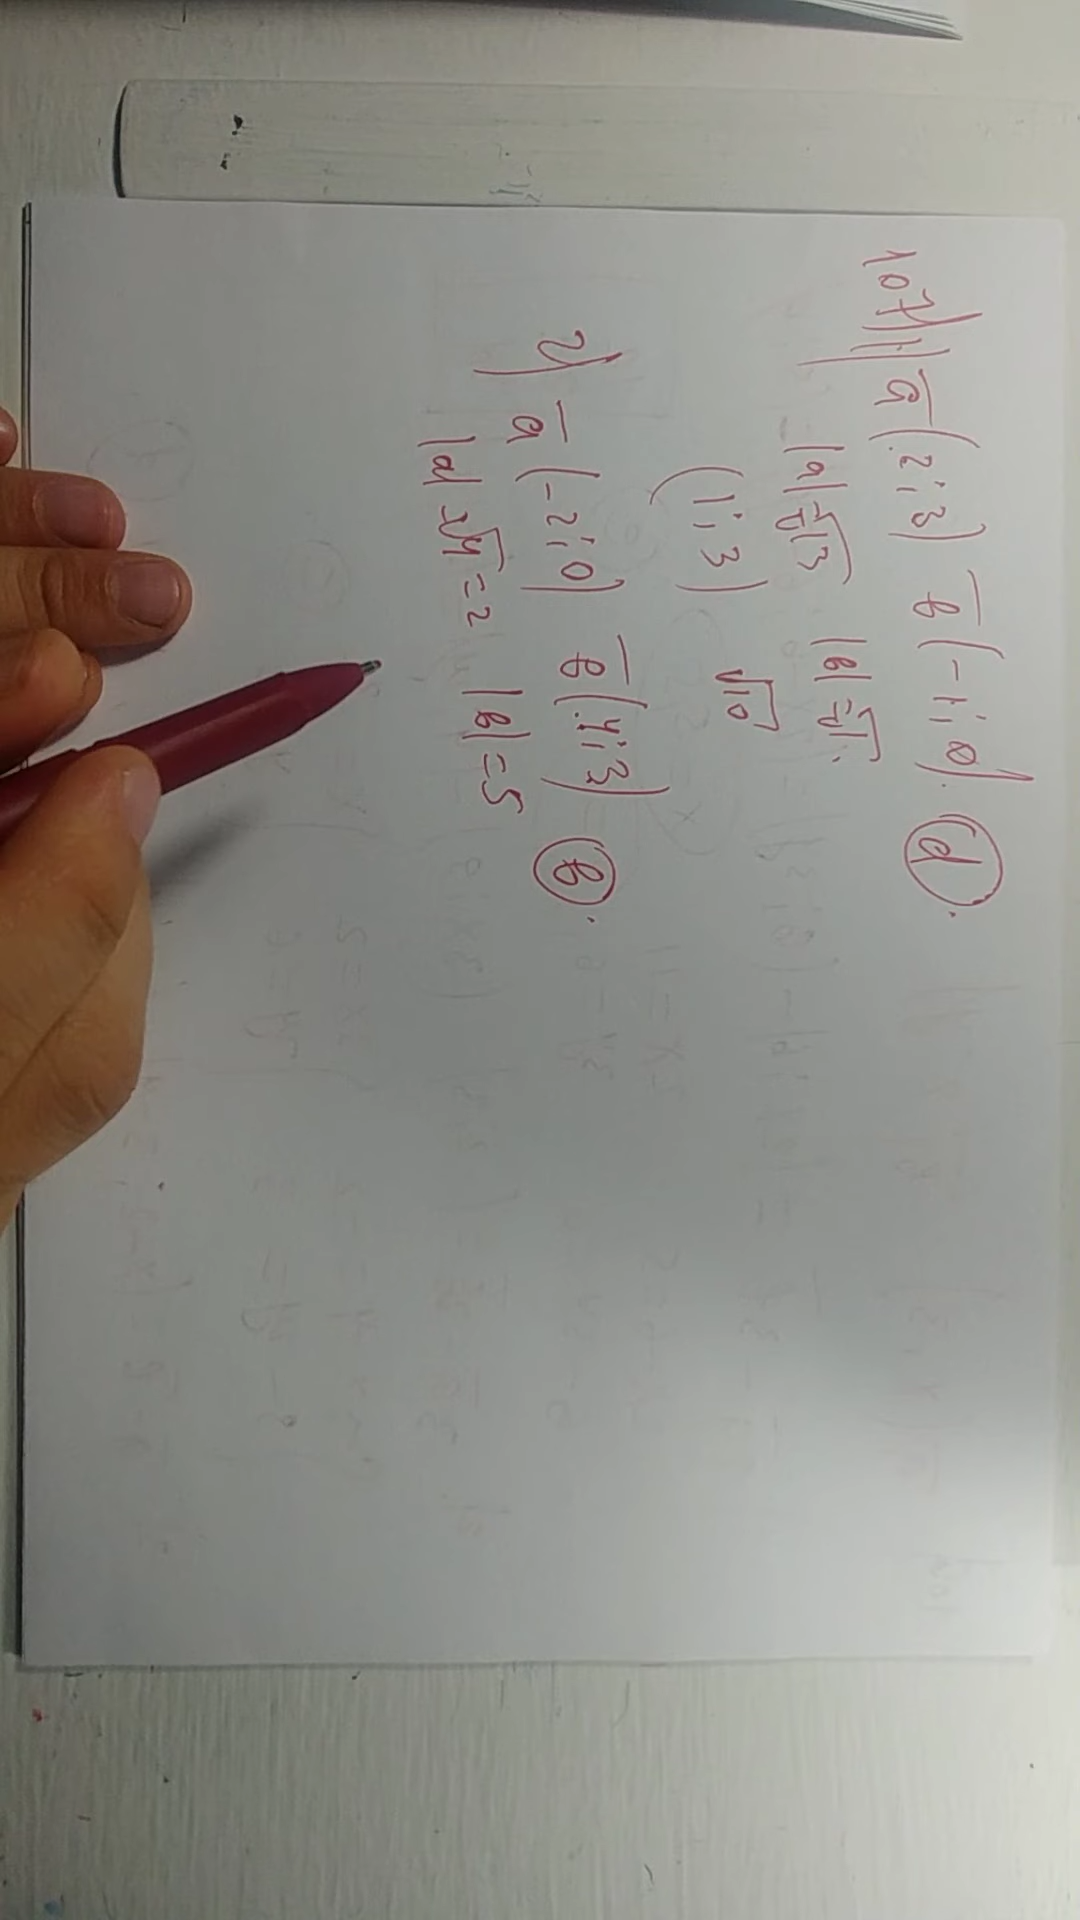 107) 1) a̅ (2; 3) b̅ (-1; 0) (d).
|a| = √13 |b| = √1.
(1; 3) √10
2) a̅ (-2; 0) b̅ (4; 3) (b).
|a| = √4 = 2 |b| = 5